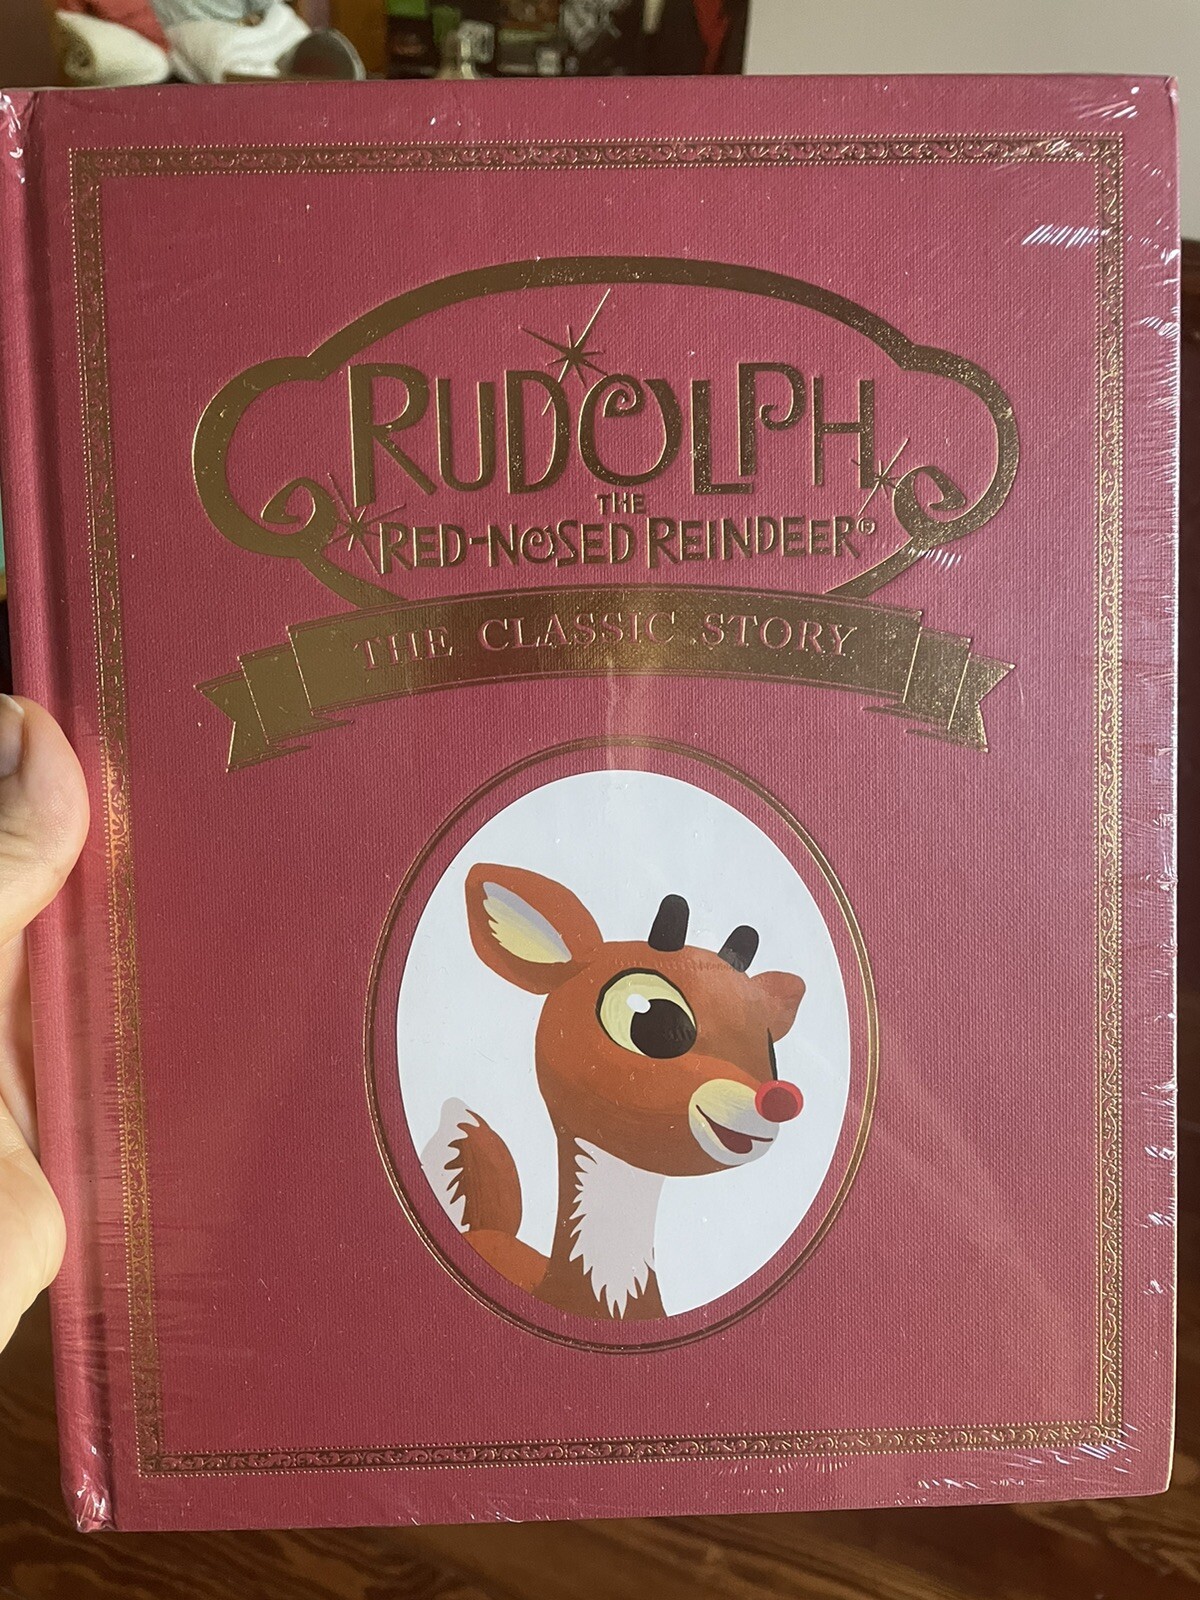 RUDOLPH
THE
RED-NOSED REINDEER®
THE CLASSIC STORY